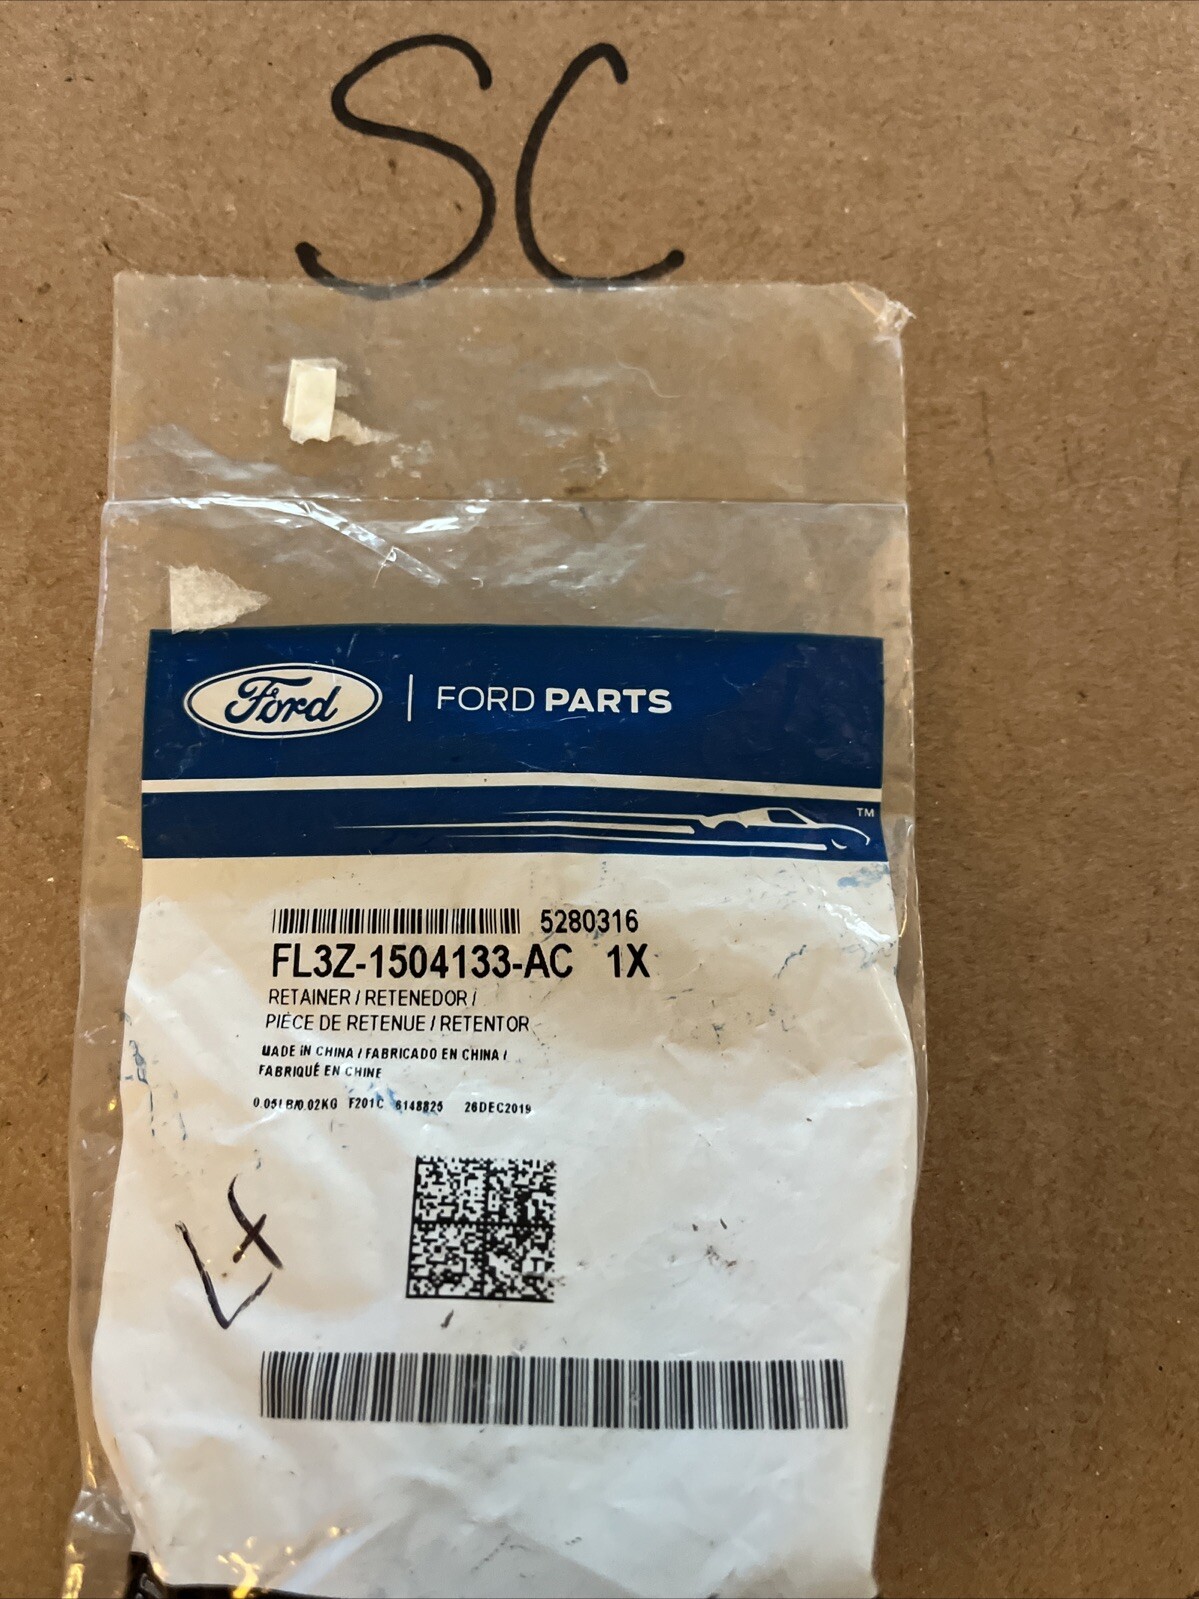 SC
Ford | FORD PARTS
TM
5280316
FL3Z-1504133-AC 1X
RETAINER / RETENEDOR /
PIÈCE DE RETENUE / RETENTOR
MADE IN CHINA / FABRICADO EN CHINA /
FABRIQUÉ EN CHINE
0.05LB/0.02KG F201C 6148825 26DEC2019